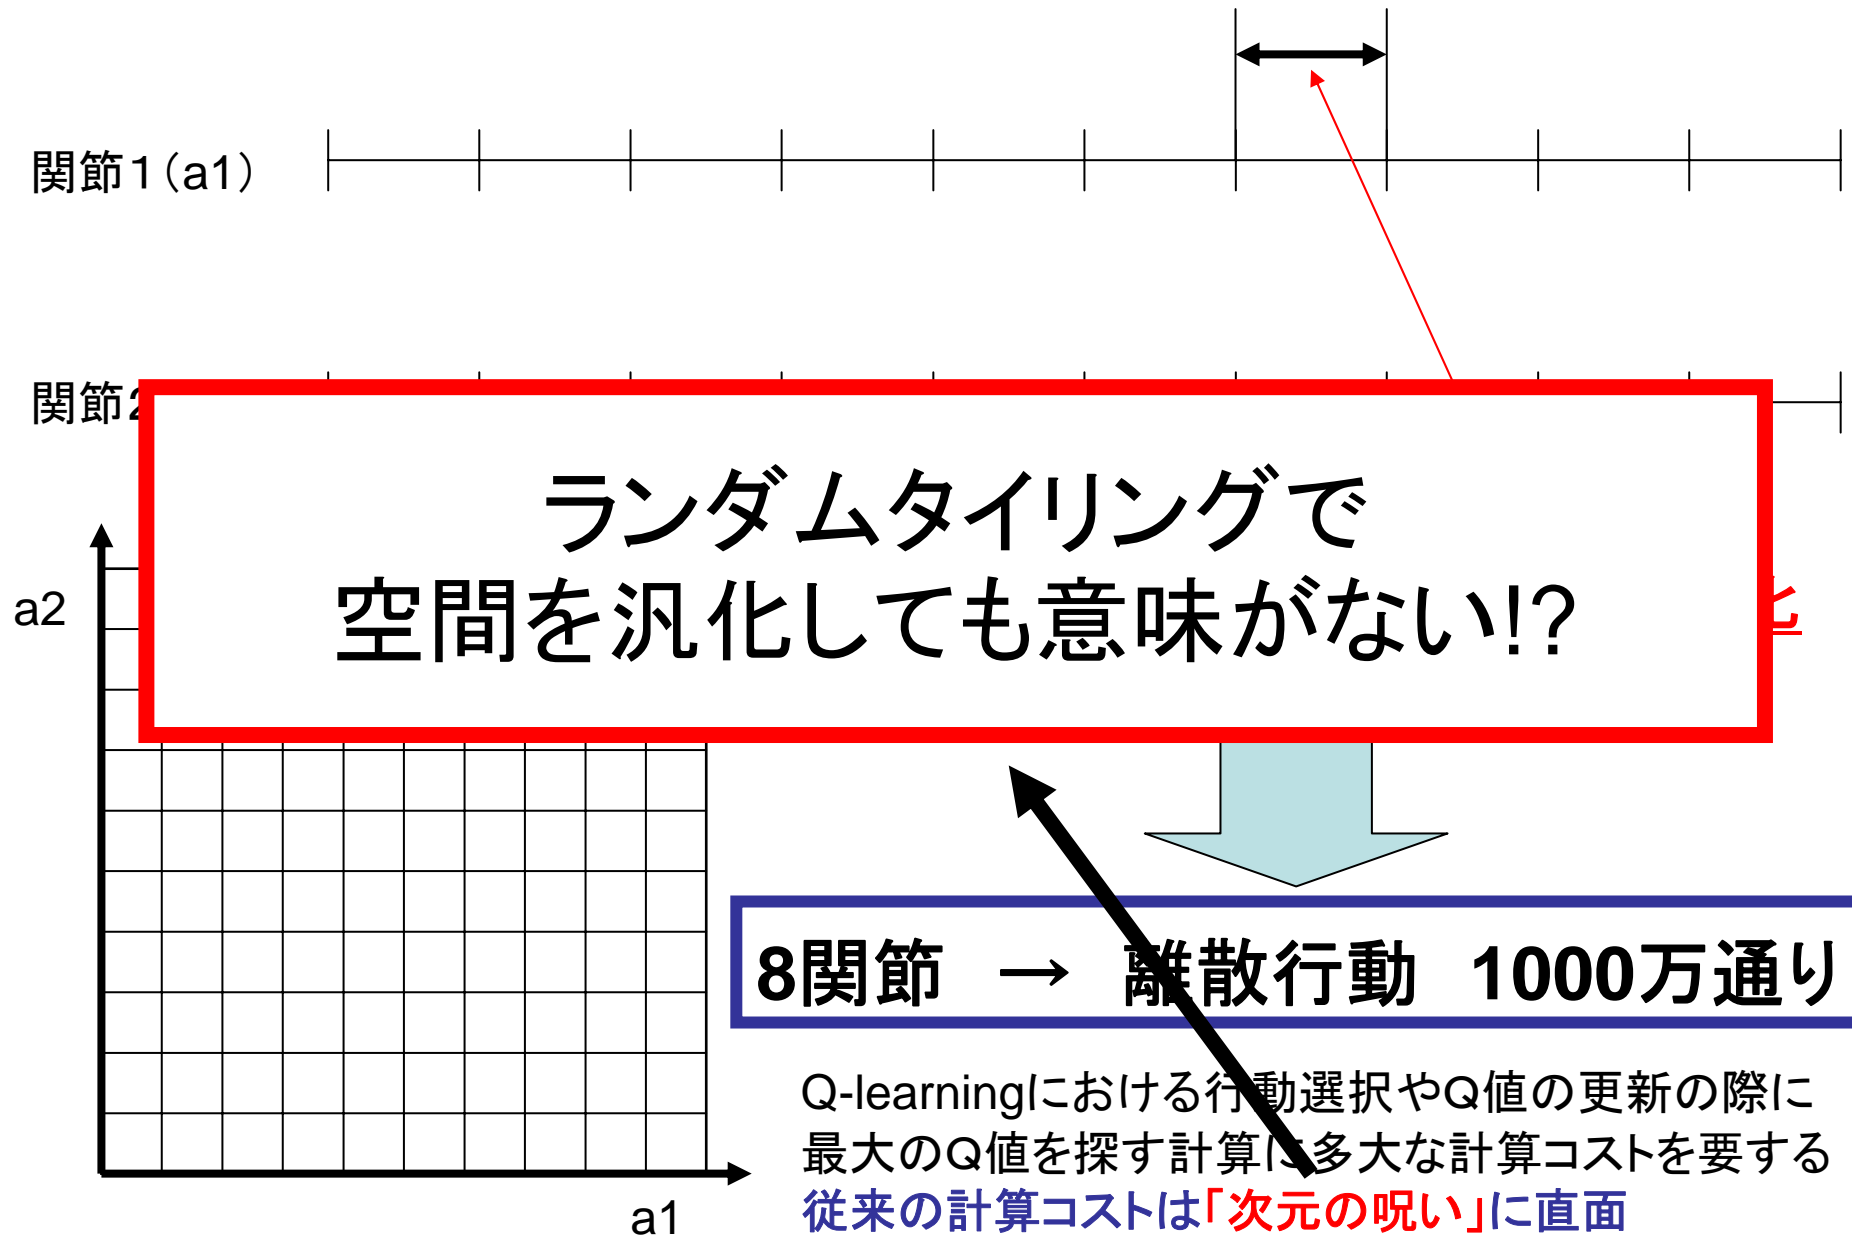 関節1(a1)
関節2
ランダムタイリングで
空間を汎化しても意味がない!?
a2
化
8関節 → 離散行動 1000万通り
Q-learningにおける行動選択やQ値の更新の際に
最大のQ値を探す計算に多大な計算コストを要する
従来の計算コストは「次元の呪い」に直面
a1